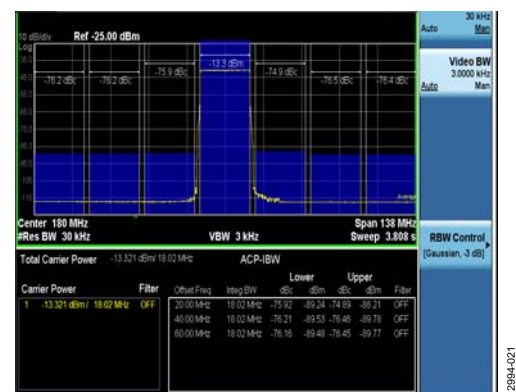 30 kHz
Auto Man
10 dB/div Ref -25.00 dBm
Log
Video BW
3.0000 kHz
Auto Man
-13.3 dBm
-76.2 dBc -76.2 dBc -75.9 dBc -74.9 dBc -76.5 dBc -76.4 dBc
Average
Center 180 MHz Span 138 MHz
#Res BW 30 kHz VBW 3 kHz Sweep 3.808 s
RBW Control
[Gaussian, -3 dB]
Total Carrier Power -13.321 dBm/ 18.02 MHz ACP-IBW
Lower Upper
Carrier Power Filter Offset Freq Integ BW dBc dBm dBc dBm Filter
1 -13.321 dBm / 18.02 MHz OFF 20.00 MHz 18.02 MHz -75.92 -89.24 -74.89 -88.21 OFF
40.00 MHz 18.02 MHz -76.21 -89.53 -76.46 -89.78 OFF
60.00 MHz 18.02 MHz -76.16 -89.48 -76.45 -89.77 OFF
2994-021